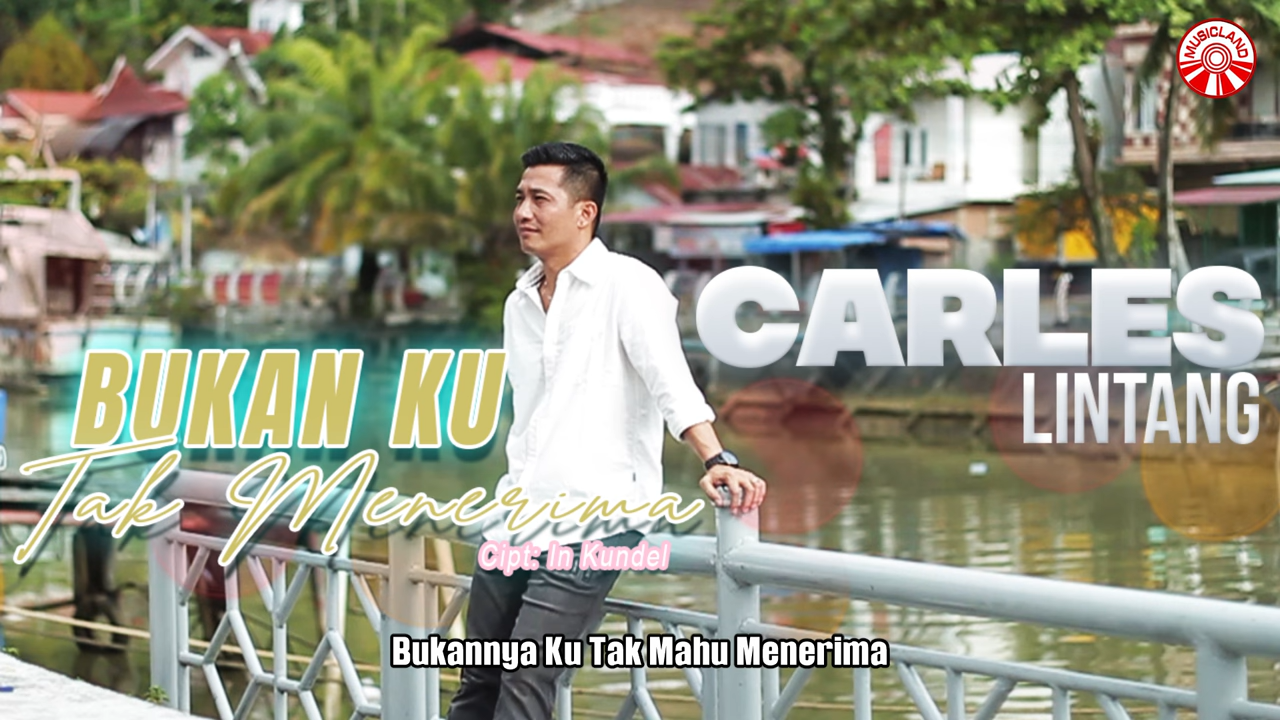 MUSICLAND
CARLES
LINTANG
BUKAN KU
Tak Menerima
Cipt: In Kundel
Bukannya Ku Tak Mahu Menerima